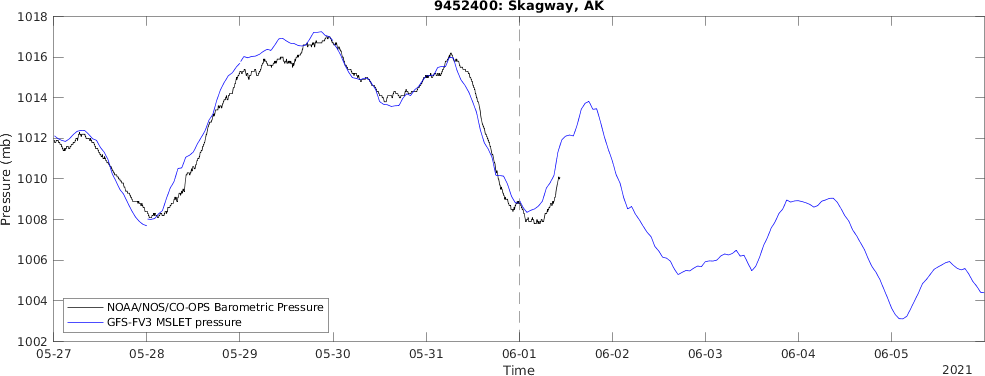 9452400: Skagway, AK
1018
1016
1014
1012
1010
1008
1006
1004
1002
Pressure (mb)
NOAA/NOS/CO-OPS Barometric Pressure
GFS-FV3 MSLET pressure
05-27 05-28 05-29 05-30 05-31 06-01 06-02 06-03 06-04 06-05
Time
2021